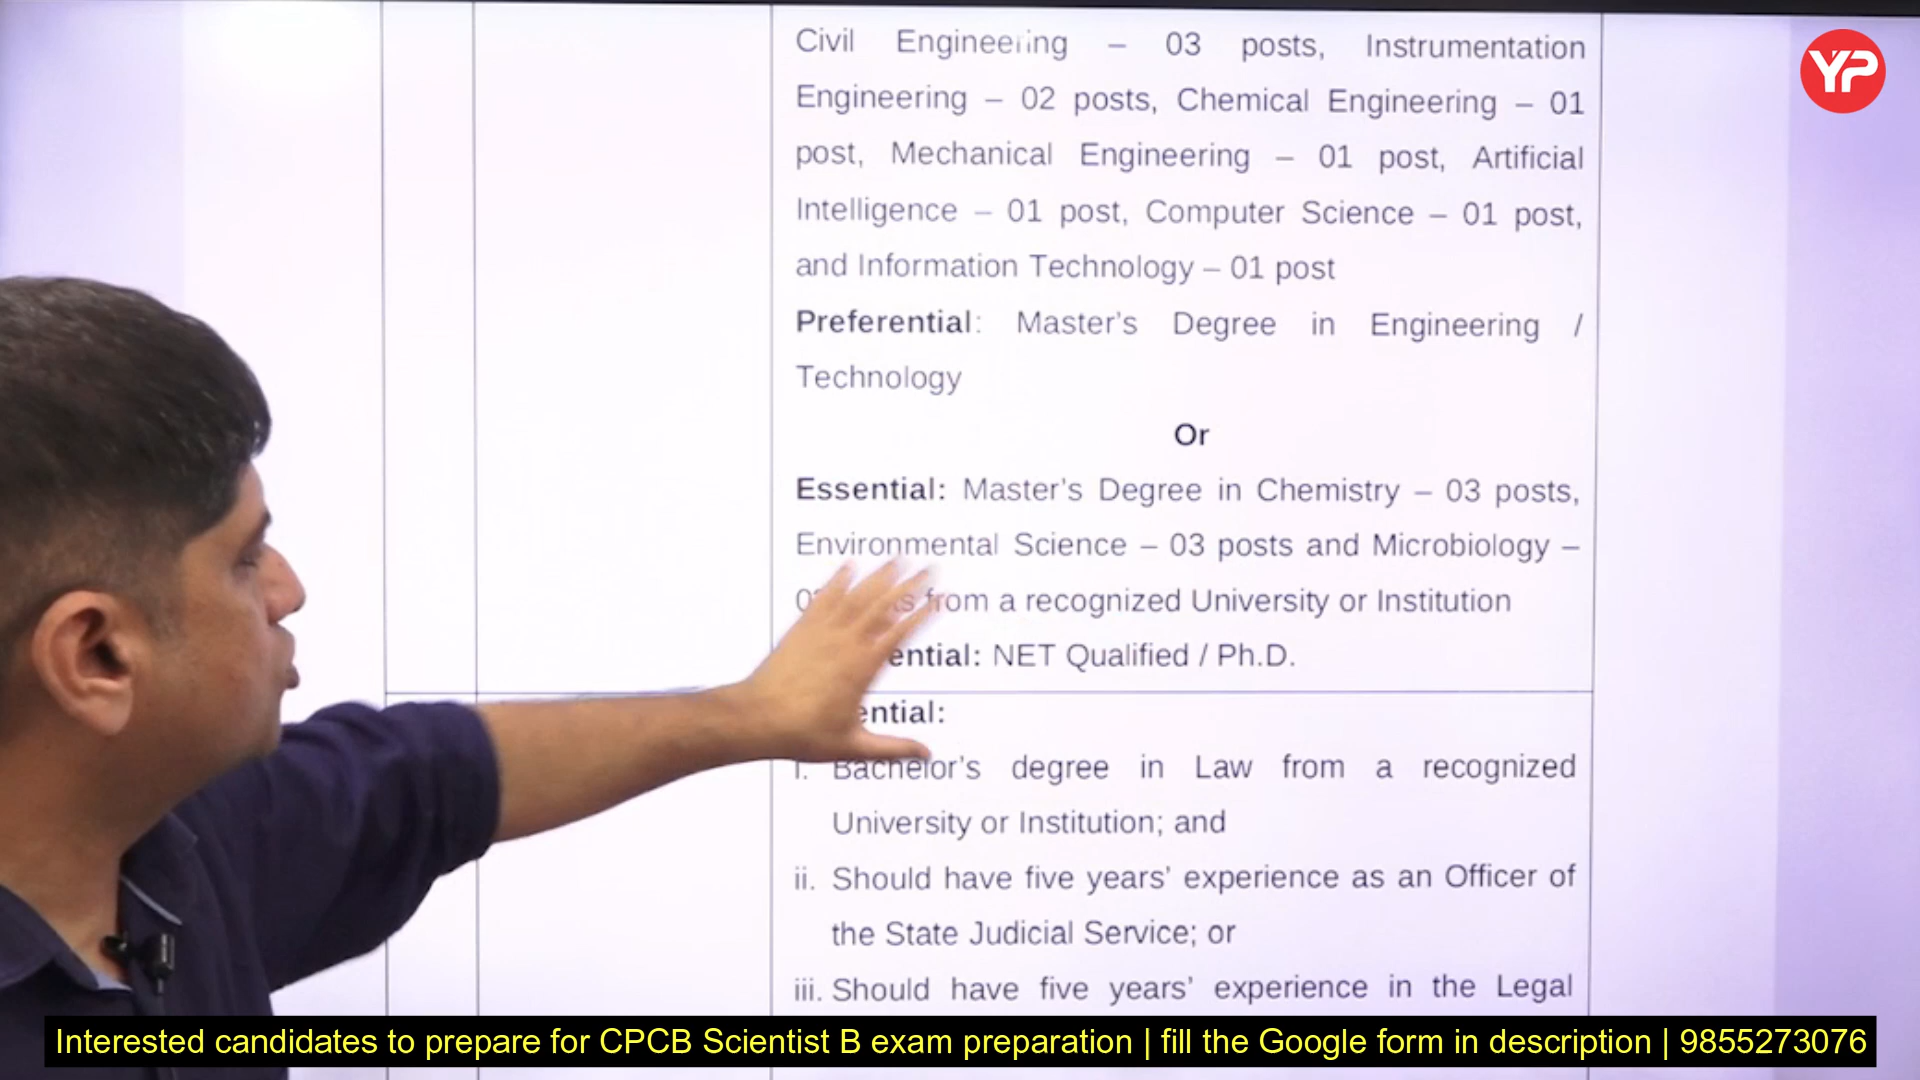 YP
Civil Engineering – 03 posts, Instrumentation
Engineering – 02 posts, Chemical Engineering – 01
post, Mechanical Engineering – 01 post, Artificial
Intelligence – 01 post, Computer Science – 01 post,
and Information Technology – 01 post
Preferential: Master's Degree in Engineering /
Technology
Or
Essential: Master's Degree in Chemistry – 03 posts,
Environmental Science – 03 posts and Microbiology –
from a recognized University or Institution
NET Qualified / Ph.D.
i. Bachelor's degree in Law from a recognized
University or Institution; and
ii. Should have five years' experience as an Officer of
the State Judicial Service; or
iii. Should have five years' experience in the Legal
Interested candidates to prepare for CPCB Scientist B exam preparation | fill the Google form in description | 9855273076